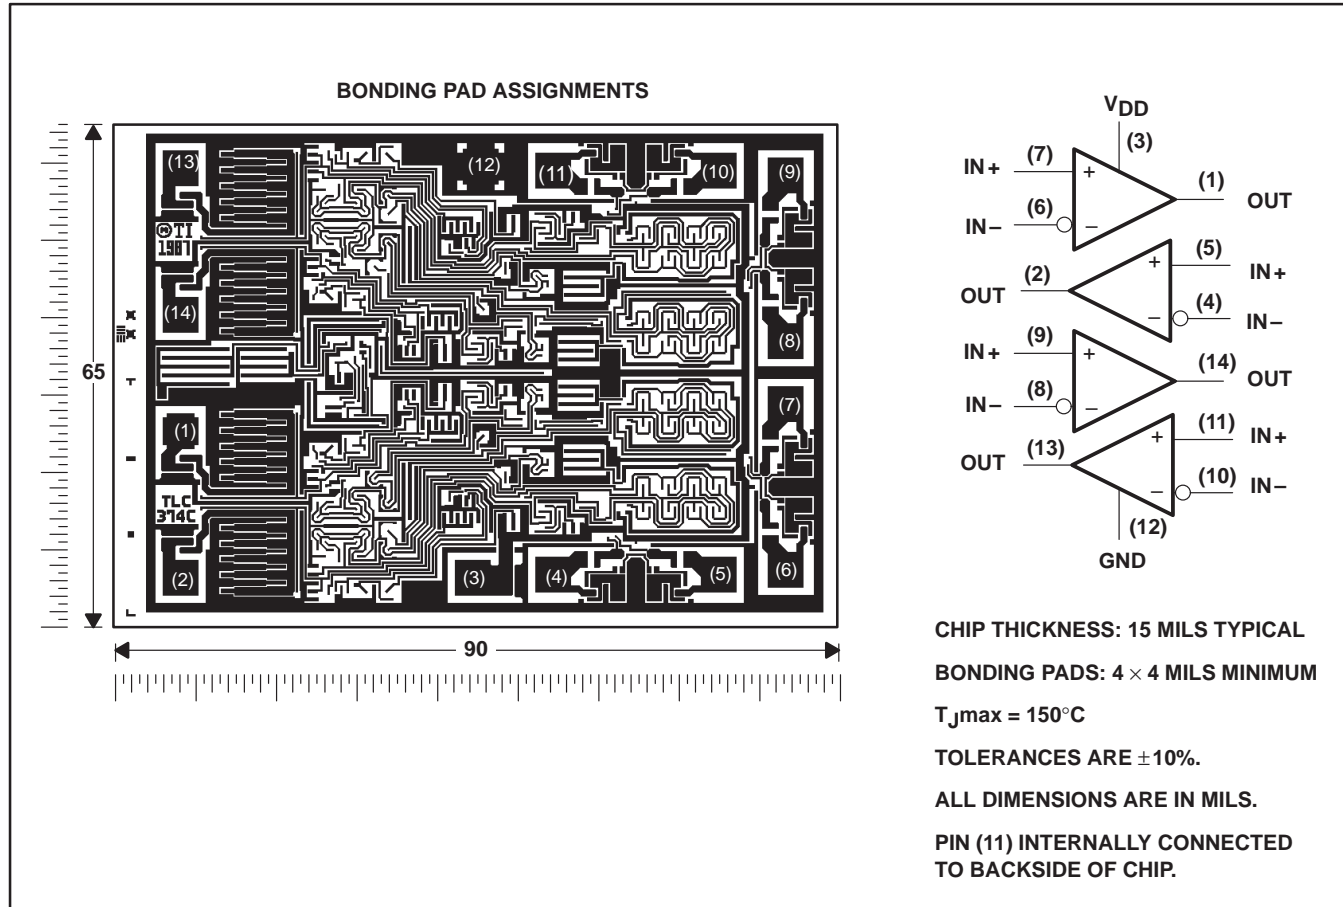 BONDING PAD ASSIGNMENTS
(13)
(12)
(11)
(10)
(9)
TI
1987
(14)
(8)
65
(1)
(7)
TLC
374C
(2)
(3)
(4)
(5)
(6)
90
VDD
(3)
IN+
(7)
+
(1)
OUT
IN−
(6)
−
(5)
IN+
+
(2)
OUT
(4)
IN−
−
(9)
IN+
+
(14)
OUT
(8)
IN−
−
(11)
IN+
+
(13)
OUT
(10)
IN−
−
(12)
GND
CHIP THICKNESS: 15 MILS TYPICAL
BONDING PADS: 4 × 4 MILS MINIMUM
TJmax = 150°C
TOLERANCES ARE ±10%.
ALL DIMENSIONS ARE IN MILS.
PIN (11) INTERNALLY CONNECTED
TO BACKSIDE OF CHIP.